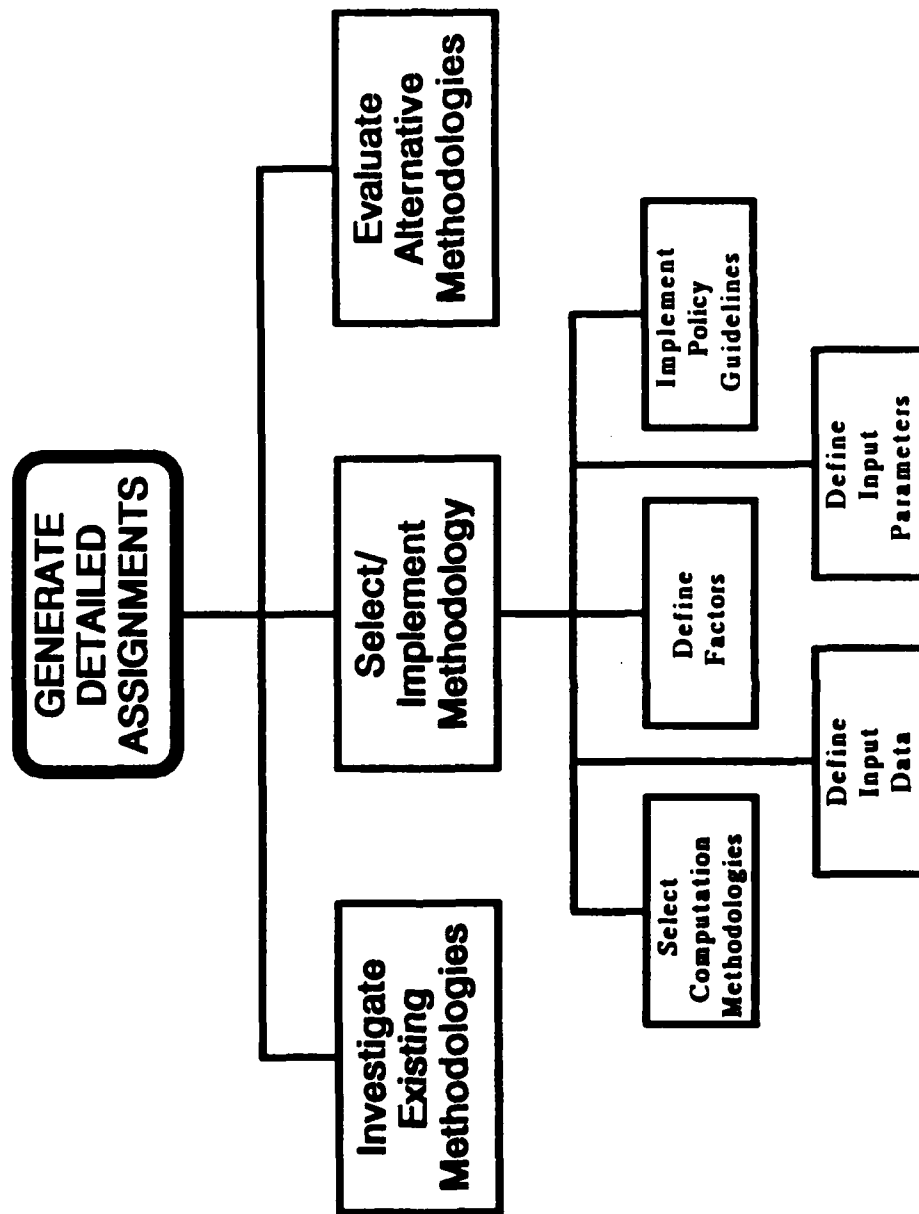 GENERATE
DETAILED
ASSIGNMENTS
Investigate
Existing
Methodologies
Select/
Implement
Methodology
Evaluate
Alternative
Methodologies
Select
Computation
Methodologies
Define
Input
Data
Define
Factors
Define
Input
Parameters
Implement
Policy
Guidelines